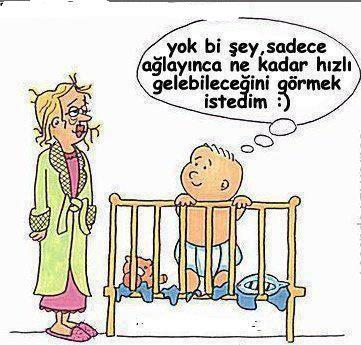 yok bi şey,sadece
ağlayınca ne kadar hızlı
gelebileceğini görmek
istedim :)